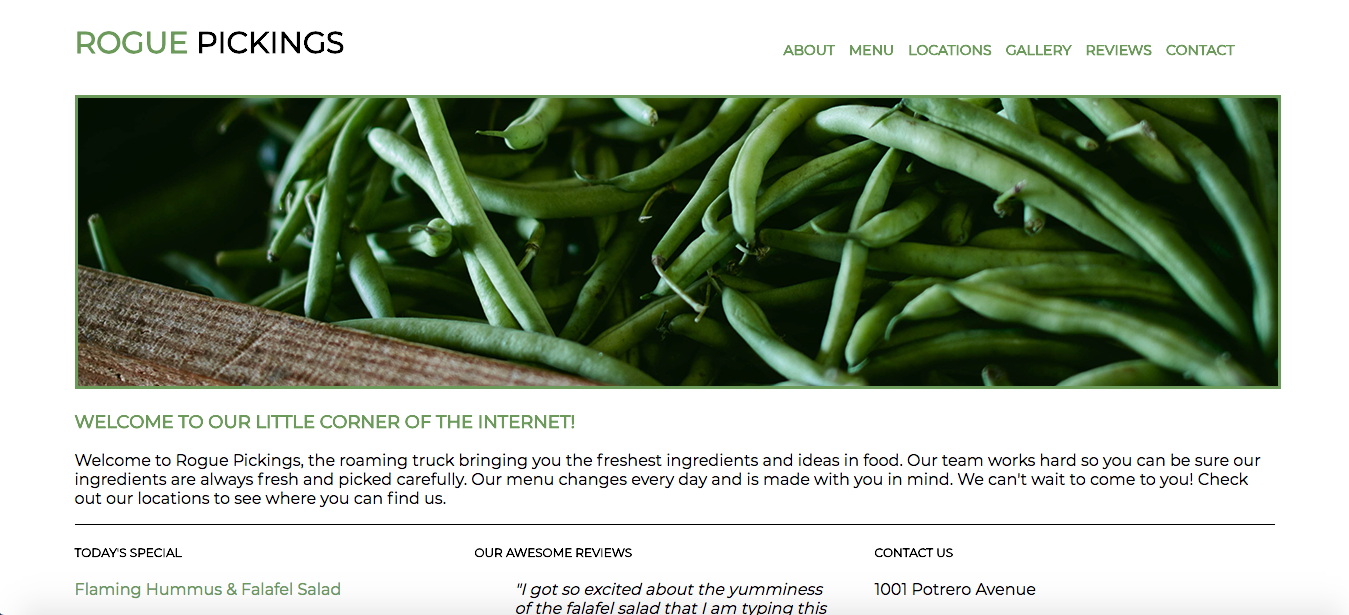 ROGUE PICKINGS
ABOUT MENU LOCATIONS GALLERY REVIEWS CONTACT
WELCOME TO OUR LITTLE CORNER OF THE INTERNET!
Welcome to Rogue Pickings, the roaming truck bringing you the freshest ingredients and ideas in food. Our team works hard so you can be sure our
ingredients are always fresh and picked carefully. Our menu changes every day and is made with you in mind. We can't wait to come to you! Check
out our locations to see where you can find us.
TODAY'S SPECIAL
Flaming Hummus & Falafel Salad
OUR AWESOME REVIEWS
"I got so excited about the yumminess
of the falafel salad that I am typing this
CONTACT US
1001 Potrero Avenue